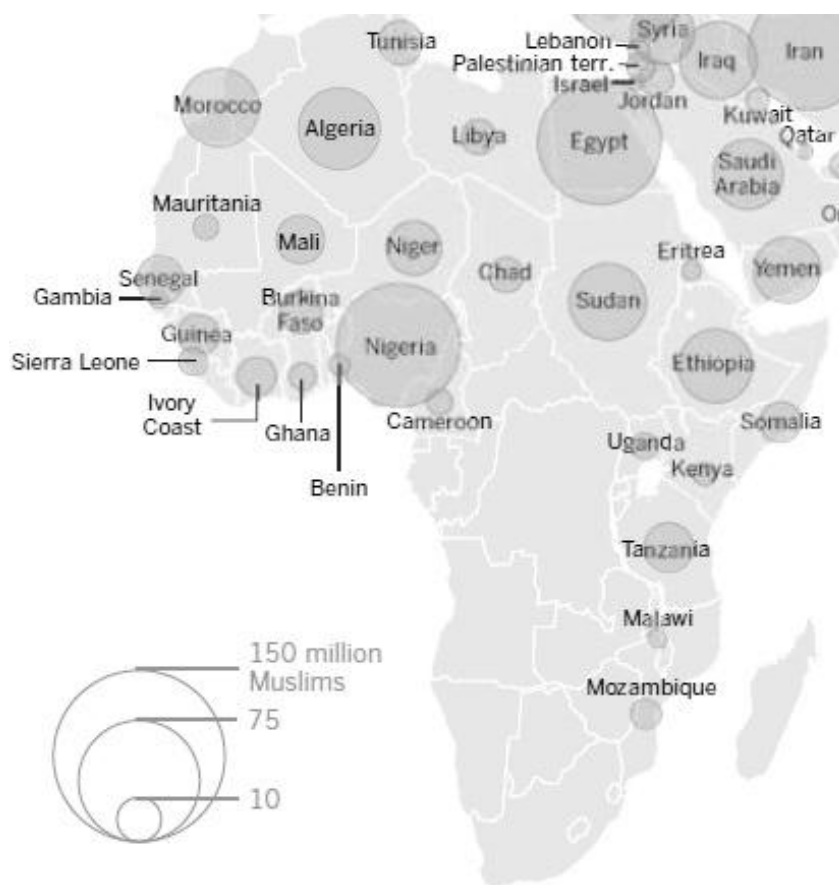 Tunisia
Lebanon
Syria
Palestinian terr.
Israel
Iraq
Iran
Jordan
Morocco
Algeria
Libya
Egypt
Kuwait
Qatar
Saudi
Arabia
Mauritania
Mali
Niger
Chad
Eritrea
Yemen
Senegal
Gambia
Burkina
Faso
Sudan
Guinea
Nigeria
Sierra Leone
Ethiopia
Ivory
Coast
Ghana
Cameroon
Somalia
Uganda
Kenya
Benin
Tanzania
Malawi
150 million
Muslims
Mozambique
75
10